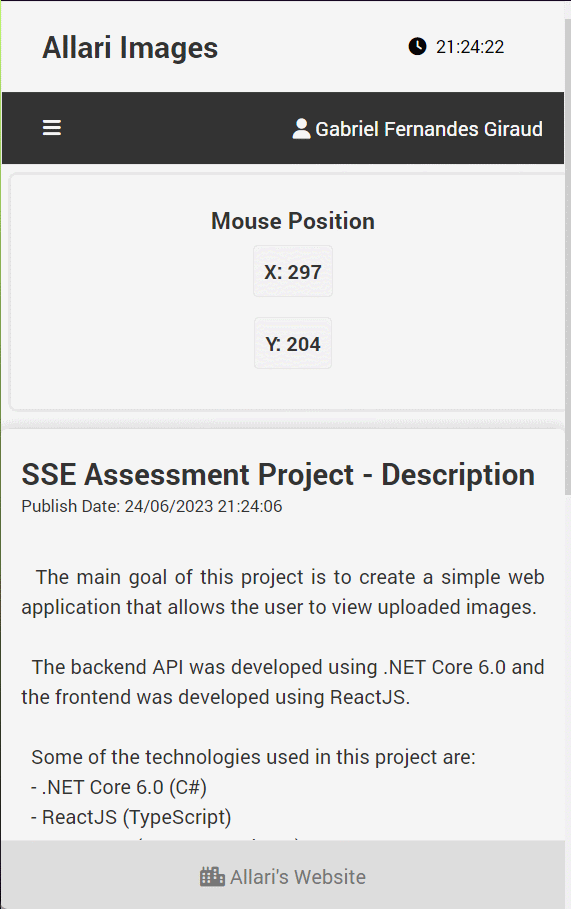 Allari Images
21:24:22
Gabriel Fernandes Giraud
Mouse Position
X: 297
Y: 204
SSE Assessment Project - Description
Publish Date: 24/06/2023 21:24:06
The main goal of this project is to create a simple web
application that allows the user to view uploaded images.
The backend API was developed using .NET Core 6.0 and
the frontend was developed using ReactJS.
Some of the technologies used in this project are:
- .NET Core 6.0 (C#)
- ReactJS (TypeScript)
Allari's Website